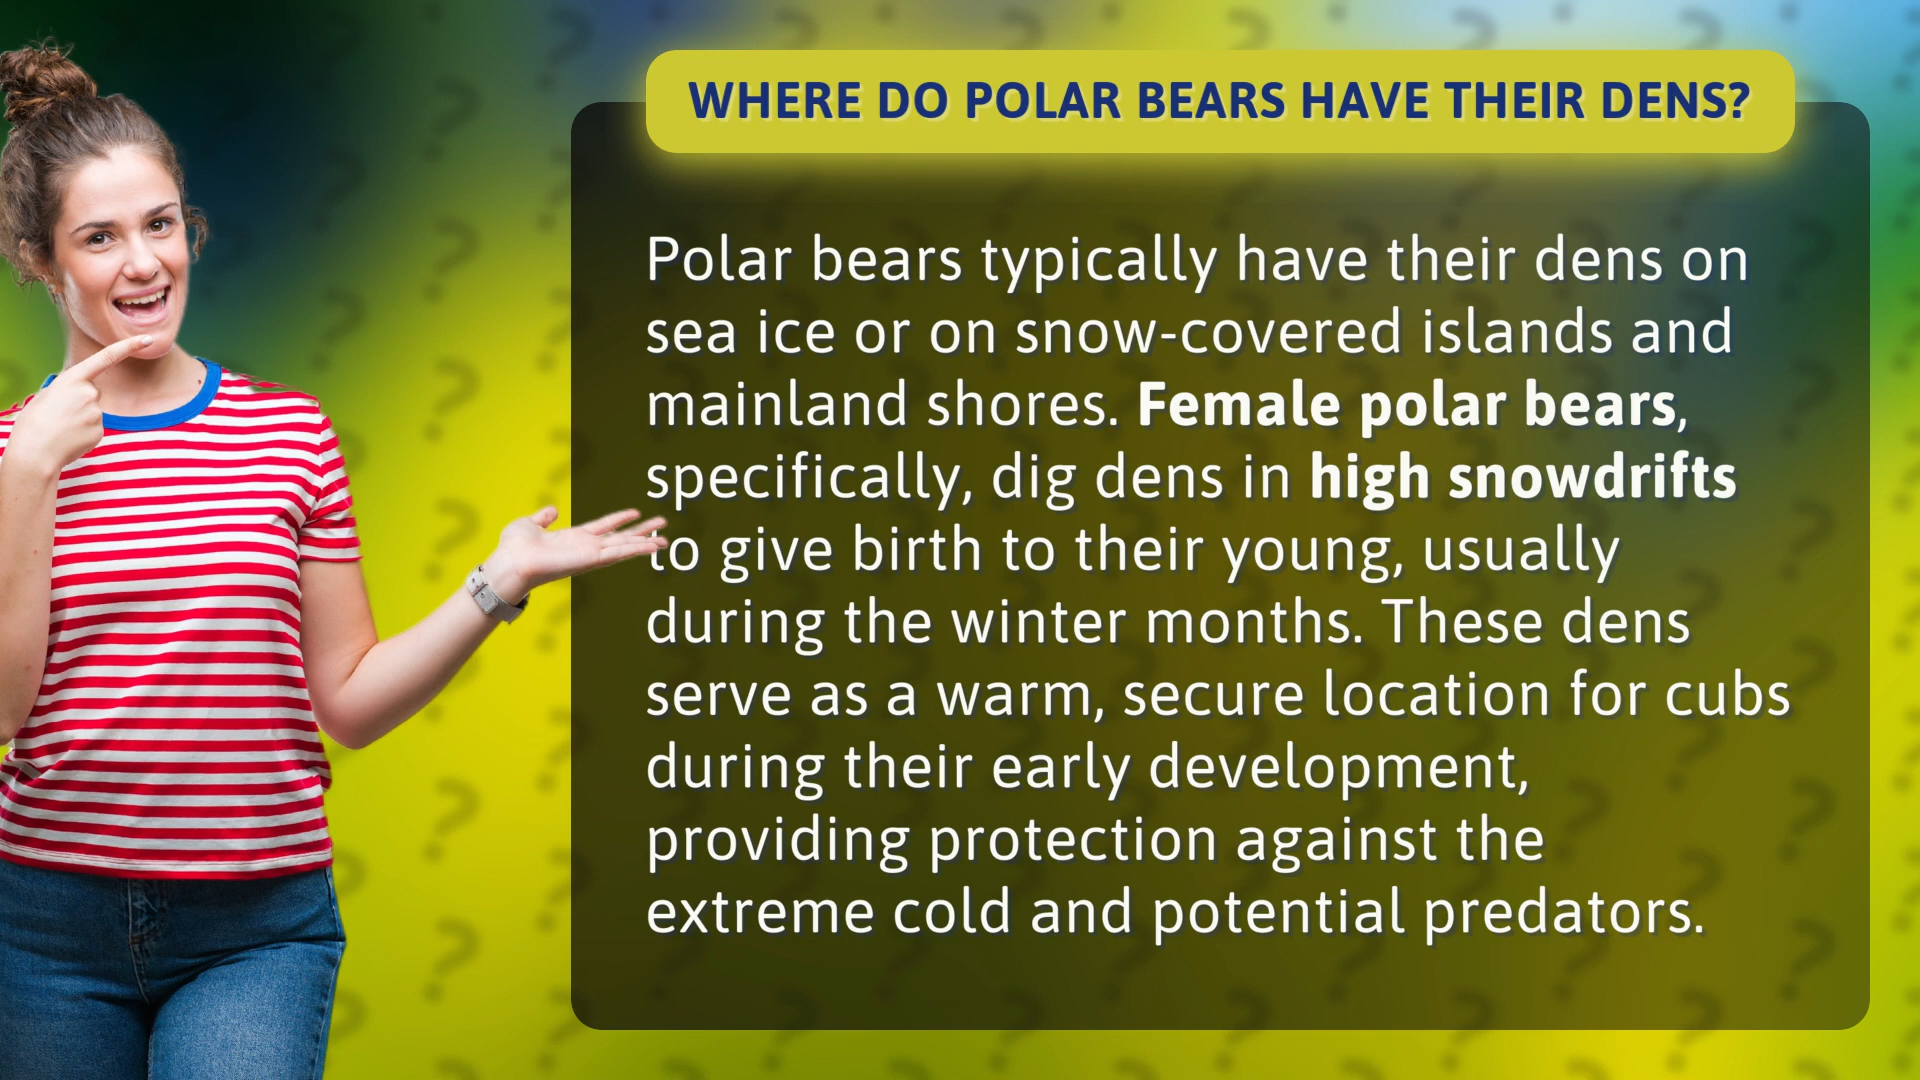 WHERE DO POLAR BEARS HAVE THEIR DENS?
Polar bears typically have their dens on
sea ice or on snow-covered islands and
mainland shores. Female polar bears,
specifically, dig dens in high snowdrifts
to give birth to their young, usually
during the winter months. These dens
serve as a warm, secure location for cubs
during their early development,
providing protection against the
extreme cold and potential predators.